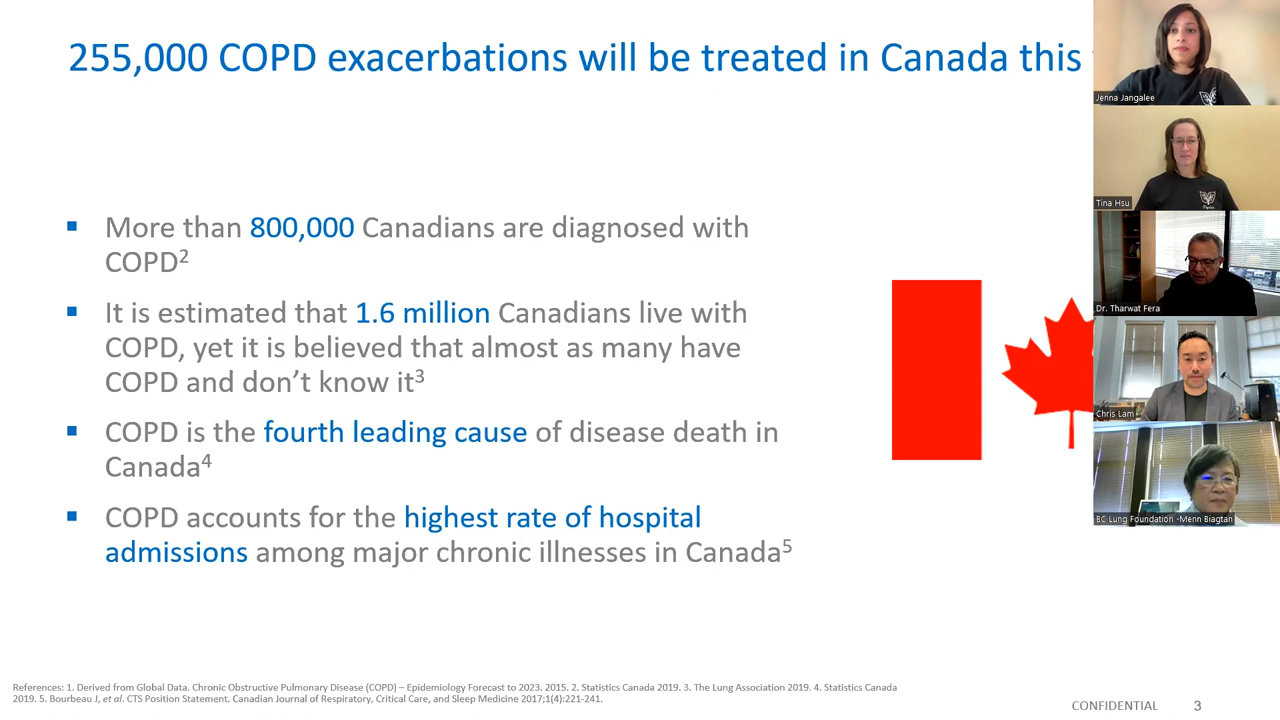 255,000 COPD exacerbations will be treated in Canada this
▪ More than 800,000 Canadians are diagnosed with
COPD²
▪ It is estimated that 1.6 million Canadians live with
COPD, yet it is believed that almost as many have
COPD and don’t know it³
▪ COPD is the fourth leading cause of disease death in
Canada⁴
▪ COPD accounts for the highest rate of hospital
admissions among major chronic illnesses in Canada⁵
References: 1. Derived from Global Data. Chronic Obstructive Pulmonary Disease (COPD) – Epidemiology Forecast to 2023. 2015. 2. Statistics Canada 2019. 3. The Lung Association 2019. 4. Statistics Canada
2019. 5. Bourbeau J, et al. CTS Position Statement. Canadian Journal of Respiratory, Critical Care, and Sleep Medicine 2017;1(4):221-241.
CONFIDENTIAL 3
Jenna Jangalee
Tina Hsu
Dr. Tharwat Fera
Chris Lam
BC Lung Foundation -Menn Biagtan